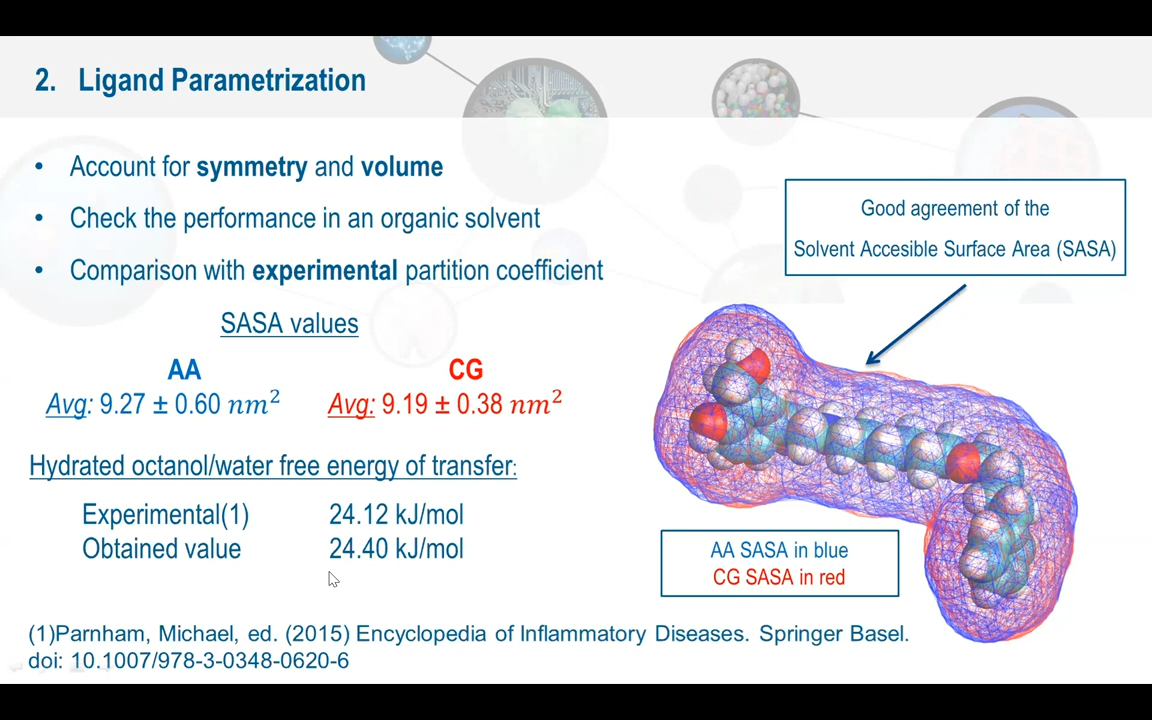 2. Ligand Parametrization
• Account for symmetry and volume
• Check the performance in an organic solvent
• Comparison with experimental partition coefficient
SASA values
AA CG
Avg: 9.27 ± 0.60 nm² Avg: 9.19 ± 0.38 nm²
Hydrated octanol/water free energy of transfer:
Experimental(1) 24.12 kJ/mol
Obtained value 24.40 kJ/mol
Good agreement of the
Solvent Accesible Surface Area (SASA)
AA SASA in blue
CG SASA in red
(1)Parnham, Michael, ed. (2015) Encyclopedia of Inflammatory Diseases. Springer Basel.
doi: 10.1007/978-3-0348-0620-6